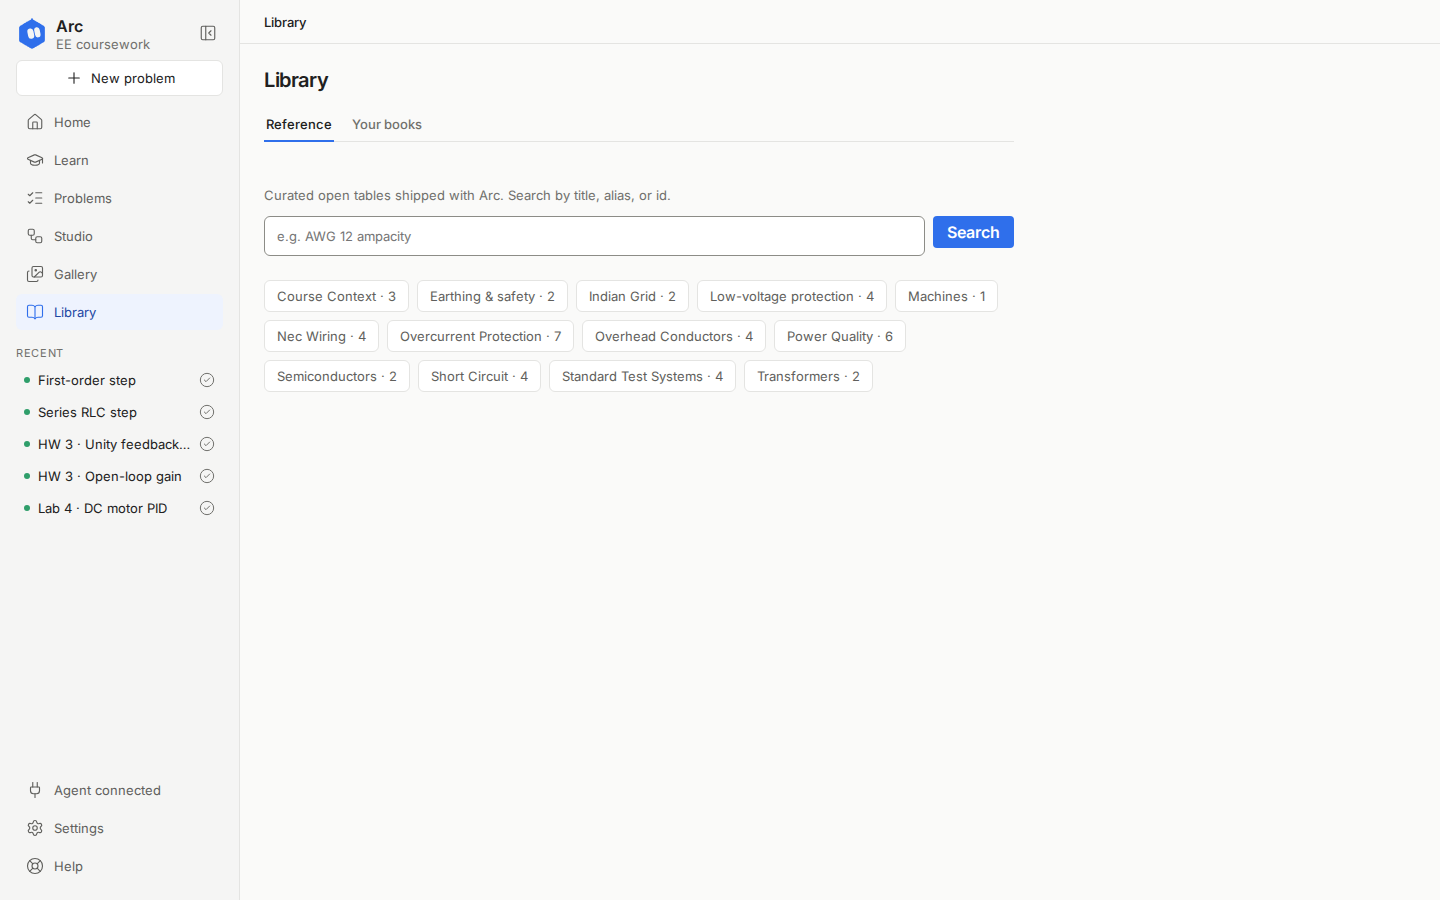 Arc
EE coursework
New problem
Home
Learn
Problems
Studio
Gallery
Library
RECENT
First-order step
Series RLC step
HW 3 · Unity feedback...
HW 3 · Open-loop gain
Lab 4 · DC motor PID
Agent connected
Settings
Help
Library
Library
Reference Your books
Curated open tables shipped with Arc. Search by title, alias, or id.
e.g. AWG 12 ampacity Search
Course Context · 3 Earthing & safety · 2 Indian Grid · 2 Low-voltage protection · 4 Machines · 1
Nec Wiring · 4 Overcurrent Protection · 7 Overhead Conductors · 4 Power Quality · 6
Semiconductors · 2 Short Circuit · 4 Standard Test Systems · 4 Transformers · 2